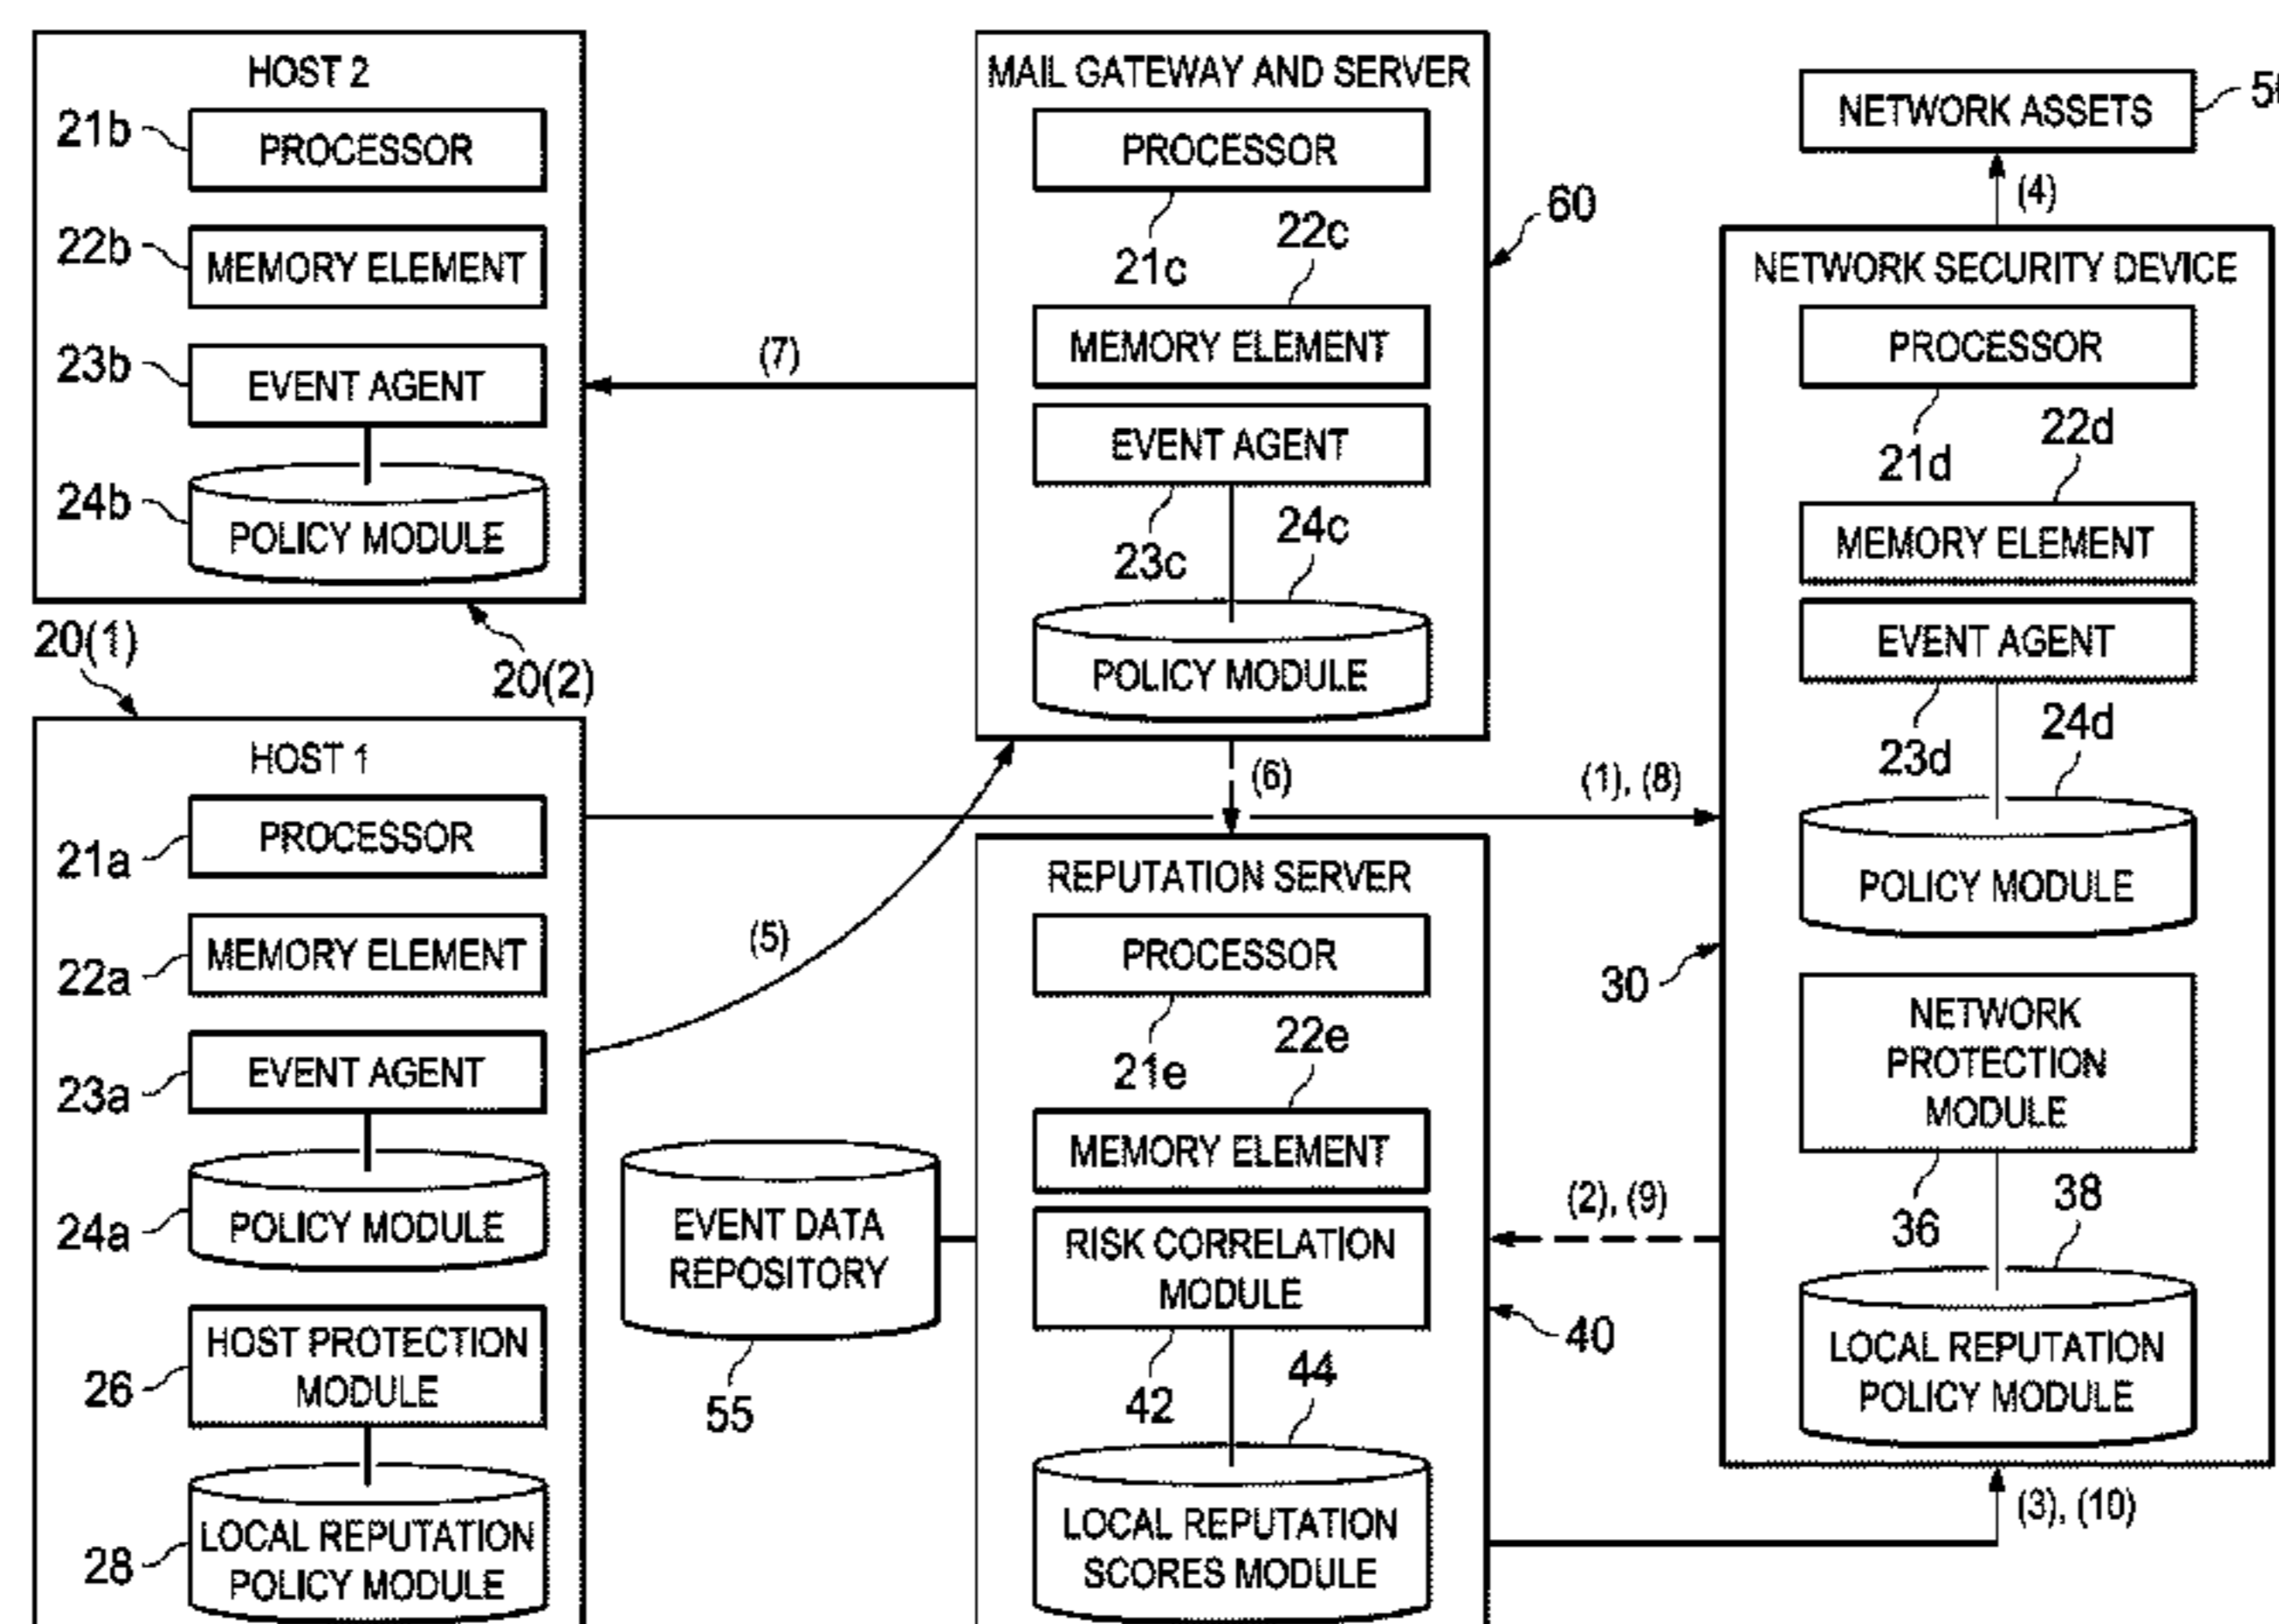 HOST 2
21b
PROCESSOR
22b
MEMORY ELEMENT
23b
EVENT AGENT
24b
POLICY MODULE
20(2)
MAIL GATEWAY AND SERVER
PROCESSOR
21c
22c
60
MEMORY ELEMENT
EVENT AGENT
23c
24c
POLICY MODULE
(7)
NETWORK ASSETS
(4)
NETWORK SECURITY DEVICE
PROCESSOR
21d
22d
MEMORY ELEMENT
EVENT AGENT
23d
24d
POLICY MODULE
30
NETWORK
PROTECTION
MODULE
36
38
LOCAL REPUTATION
POLICY MODULE
20(1)
HOST 1
21a
PROCESSOR
22a
MEMORY ELEMENT
23a
EVENT AGENT
24a
POLICY MODULE
26
HOST PROTECTION
MODULE
28
LOCAL REPUTATION
POLICY MODULE
(5)
(6)
(1), (8)
REPUTATION SERVER
PROCESSOR
21e
22e
MEMORY ELEMENT
RISK CORRELATION
MODULE
42
44
40
LOCAL REPUTATION
SCORES MODULE
EVENT DATA
REPOSITORY
55
(2), (9)
(3), (10)